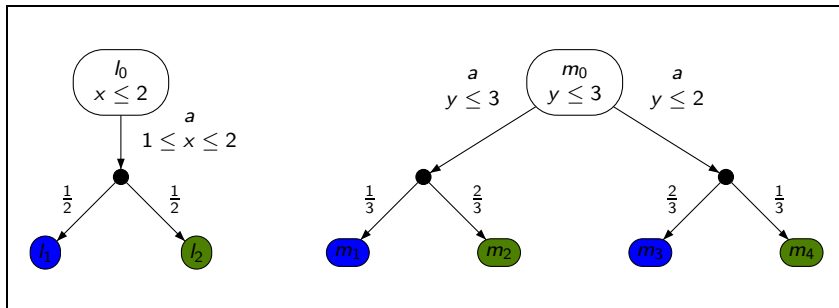 l₀
x ≤ 2
a
1 ≤ x ≤ 2
1/2
1/2
l₁
l₂
m₀
y ≤ 3
a
y ≤ 3
a
y ≤ 2
1/3
2/3
2/3
1/3
m₁
m₂
m₃
m₄